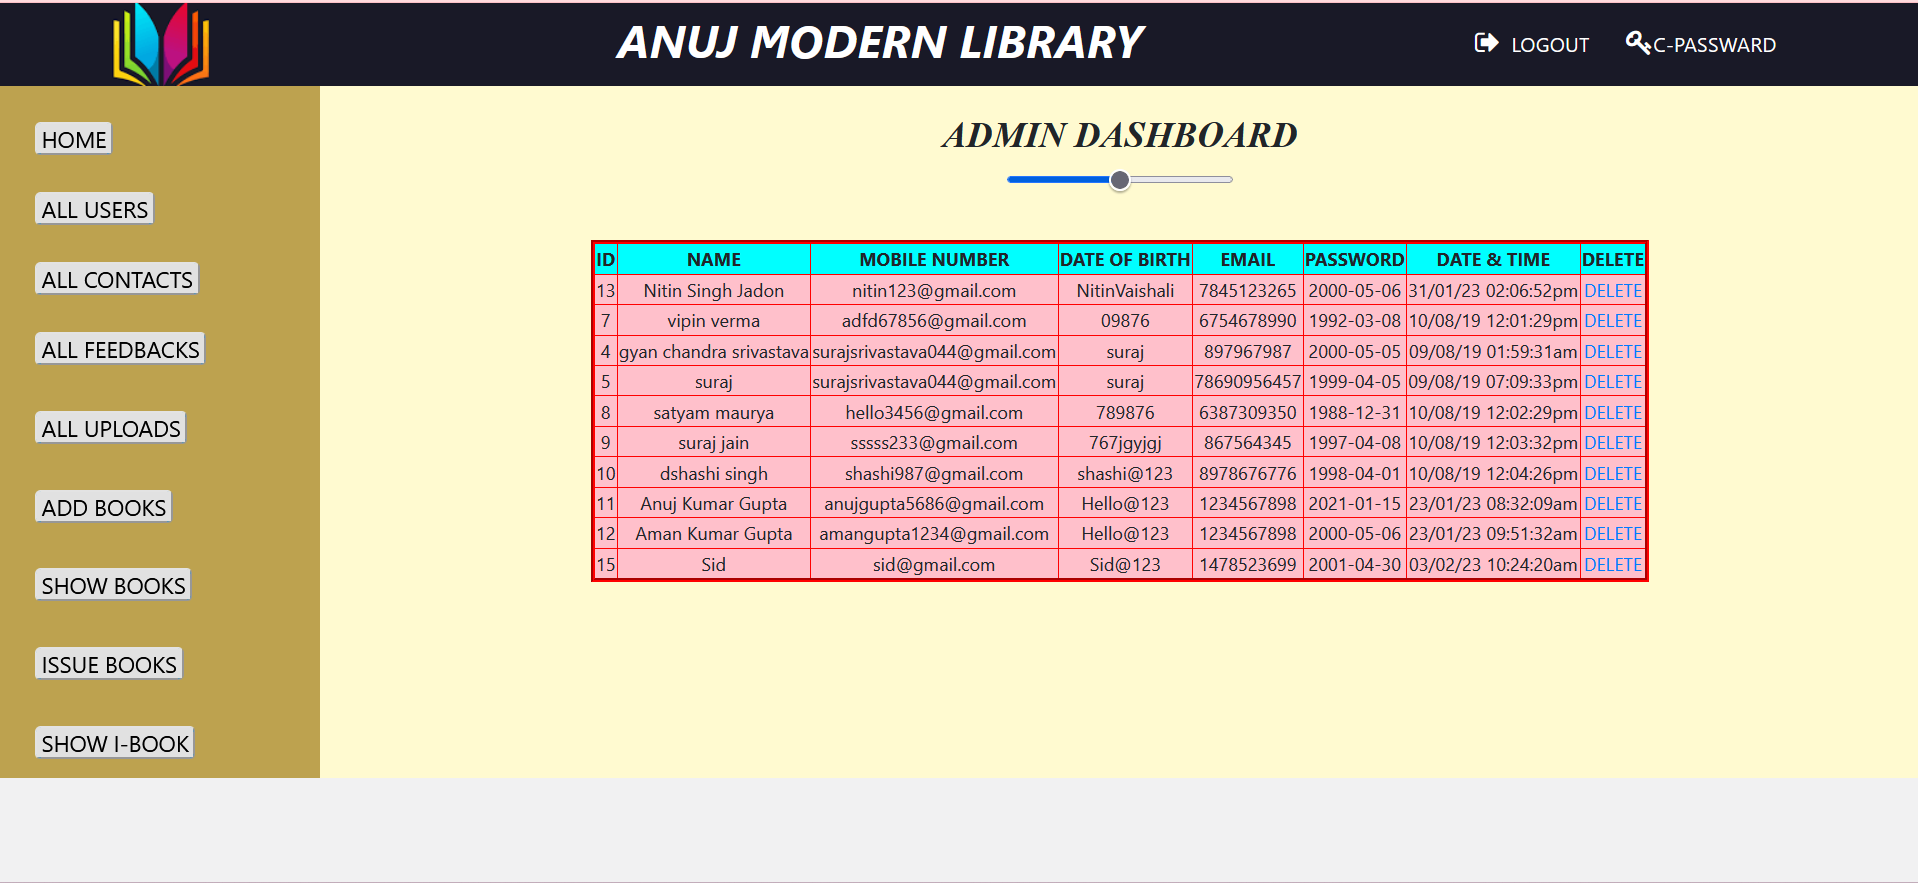 ANUJ MODERN LIBRARY
LOGOUT
C-PASSWARD
HOME
ALL USERS
ALL CONTACTS
ALL FEEDBACKS
ALL UPLOADS
ADD BOOKS
SHOW BOOKS
ISSUE BOOKS
SHOW I-BOOK
ADMIN DASHBOARD
ID NAME MOBILE NUMBER DATE OF BIRTH EMAIL PASSWORD DATE & TIME DELETE
13 Nitin Singh Jadon nitin123@gmail.com NitinVaishali 7845123265 2000-05-06 31/01/23 02:06:52pm DELETE
7 vipin verma adfd67856@gmail.com 09876 6754678990 1992-03-08 10/08/19 12:01:29pm DELETE
4 gyan chandra srivastava surajsrivastava044@gmail.com suraj 897967987 2000-05-05 09/08/19 01:59:31am DELETE
5 suraj surajsrivastava044@gmail.com suraj 78690956457 1999-04-05 09/08/19 07:09:33pm DELETE
8 satyam maurya hello3456@gmail.com 789876 6387309350 1988-12-31 10/08/19 12:02:29pm DELETE
9 suraj jain sssss233@gmail.com 767jgyjgj 867564345 1997-04-08 10/08/19 12:03:32pm DELETE
10 dshashi singh shashi987@gmail.com shashi@123 8978676776 1998-04-01 10/08/19 12:04:26pm DELETE
11 Anuj Kumar Gupta anujgupta5686@gmail.com Hello@123 1234567898 2021-01-15 23/01/23 08:32:09am DELETE
12 Aman Kumar Gupta amangupta1234@gmail.com Hello@123 1234567898 2000-05-06 23/01/23 09:51:32am DELETE
15 Sid sid@gmail.com Sid@123 1478523699 2001-04-30 03/02/23 10:24:20am DELETE